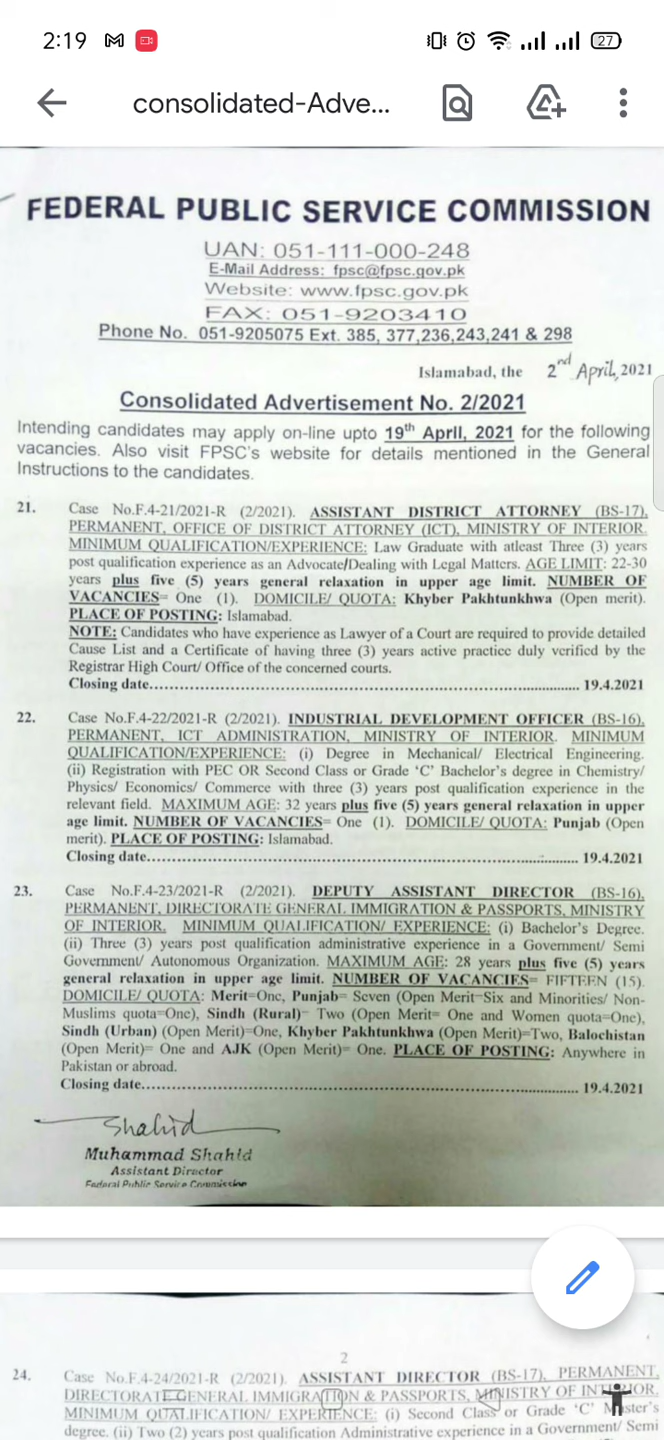 2:19
27
consolidated-Adve...
FEDERAL PUBLIC SERVICE COMMISSION
UAN: 051-111-000-248
E-Mail Address: fpsc@fpsc.gov.pk
Website: www.fpsc.gov.pk
FAX: 051-9203410
Phone No. 051-9205075 Ext. 385, 377,236,243,241 & 298
Islamabad, the 2nd April, 2021
Consolidated Advertisement No. 2/2021
Intending candidates may apply on-line upto 19th April, 2021 for the following
vacancies. Also visit FPSC's website for details mentioned in the General
Instructions to the candidates.
21. Case No.F.4-21/2021-R (2/2021). ASSISTANT DISTRICT ATTORNEY (BS-17),
PERMANENT, OFFICE OF DISTRICT ATTORNEY (ICT), MINISTRY OF INTERIOR.
MINIMUM QUALIFICATION/EXPERIENCE: Law Graduate with atleast Three (3) years
post qualification experience as an Advocate/Dealing with Legal Matters. AGE LIMIT: 22-30
years plus five (5) years general relaxation in upper age limit. NUMBER OF
VACANCIES= One (1). DOMICILE/ QUOTA: Khyber Pakhtunkhwa (Open merit).
PLACE OF POSTING: Islamabad.
NOTE: Candidates who have experience as Lawyer of a Court are required to provide detailed
Cause List and a Certificate of having three (3) years active practice duly verified by the
Registrar High Court/ Office of the concerned courts.
Closing date.................................................................................. 19.4.2021
22. Case No.F.4-22/2021-R (2/2021). INDUSTRIAL DEVELOPMENT OFFICER (BS-16),
PERMANENT, ICT ADMINISTRATION, MINISTRY OF INTERIOR. MINIMUM
QUALIFICATION/EXPERIENCE: (i) Degree in Mechanical/ Electrical Engineering.
(ii) Registration with PEC OR Second Class or Grade 'C' Bachelor's degree in Chemistry/
Physics/ Economics/ Commerce with three (3) years post qualification experience in the
relevant field. MAXIMUM AGE: 32 years plus five (5) years general relaxation in upper
age limit. NUMBER OF VACANCIES= One (1). DOMICILE/ QUOTA: Punjab (Open
merit). PLACE OF POSTING: Islamabad.
Closing date.................................................................................. 19.4.2021
23. Case No.F.4-23/2021-R (2/2021). DEPUTY ASSISTANT DIRECTOR (BS-16),
PERMANENT, DIRECTORATE GENERAL IMMIGRATION & PASSPORTS, MINISTRY
OF INTERIOR. MINIMUM QUALIFICATION/ EXPERIENCE: (i) Bachelor's Degree.
(ii) Three (3) years post qualification administrative experience in a Government/ Semi
Government/ Autonomous Organization. MAXIMUM AGE: 28 years plus five (5) years
general relaxation in upper age limit. NUMBER OF VACANCIES= FIFTEEN (15).
DOMICILE/ QUOTA: Merit=One, Punjab= Seven (Open Merit=Six and Minorities/ Non-
Muslims quota=One), Sindh (Rural)= Two (Open Merit= One and Women quota=One),
Sindh (Urban) (Open Merit)=One, Khyber Pakhtunkhwa (Open Merit)=Two, Balochistan
(Open Merit)= One and AJK (Open Merit)= One. PLACE OF POSTING: Anywhere in
Pakistan or abroad.
Closing date.................................................................................. 19.4.2021
Shahid
Muhammad Shahid
Assistant Director
Federal Public Service Commission
2
24. Case No.F.4-24/2021-R (2/2021). ASSISTANT DIRECTOR (BS-17), PERMANENT,
DIRECTORATE GENERAL IMMIGRATION & PASSPORTS, MINISTRY OF INTERIOR.
MINIMUM QUALIFICATION/ EXPERIENCE: (i) Second Class or Grade 'C' Master's
degree. (ii) Two (2) years post qualification Administrative experience in a Government/ Semi